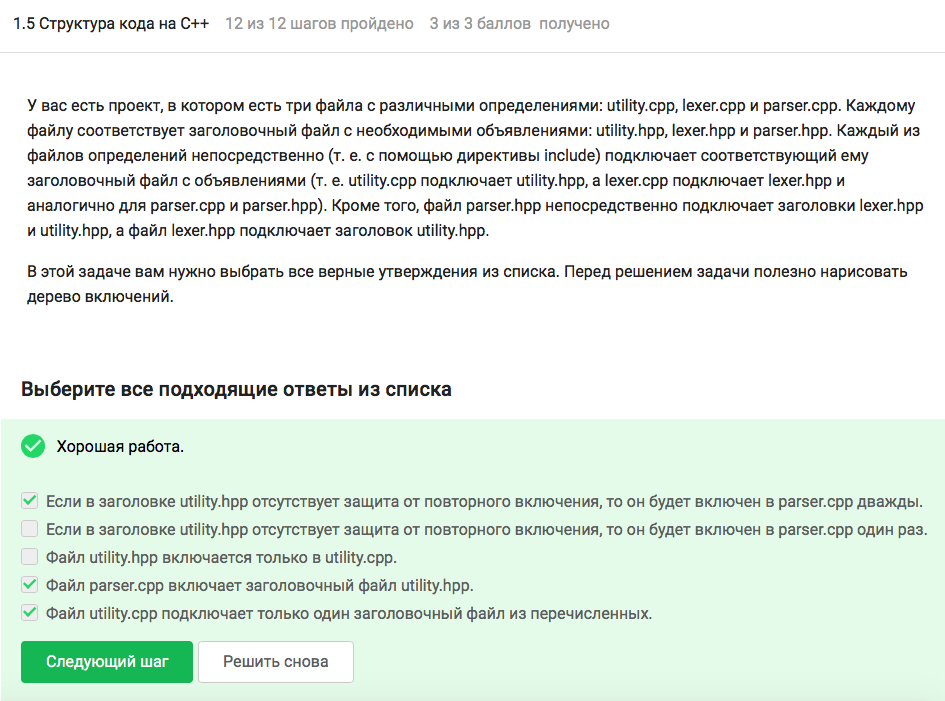 1.5 Структура кода на C++ 12 из 12 шагов пройдено 3 из 3 баллов получено
У вас есть проект, в котором есть три файла с различными определениями: utility.cpp, lexer.cpp и parser.cpp. Каждому
файлу соответствует заголовочный файл с необходимыми объявлениями: utility.hpp, lexer.hpp и parser.hpp. Каждый из
файлов определений непосредственно (т. е. с помощью директивы include) подключает соответствующий ему
заголовочный файл с объявлениями (т. е. utility.cpp подключает utility.hpp, а lexer.cpp подключает lexer.hpp и
аналогично для parser.cpp и parser.hpp). Кроме того, файл parser.hpp непосредственно подключает заголовки lexer.hpp
и utility.hpp, а файл lexer.hpp подключает заголовок utility.hpp.
В этой задаче вам нужно выбрать все верные утверждения из списка. Перед решением задачи полезно нарисовать
дерево включений.
Выберите все подходящие ответы из списка
Хорошая работа.
Если в заголовке utility.hpp отсутствует защита от повторного включения, то он будет включен в parser.cpp дважды.
Если в заголовке utility.hpp отсутствует защита от повторного включения, то он будет включен в parser.cpp один раз.
Файл utility.hpp включается только в utility.cpp.
Файл parser.cpp включает заголовочный файл utility.hpp.
Файл utility.cpp подключает только один заголовочный файл из перечисленных.
Следующий шаг Решить снова